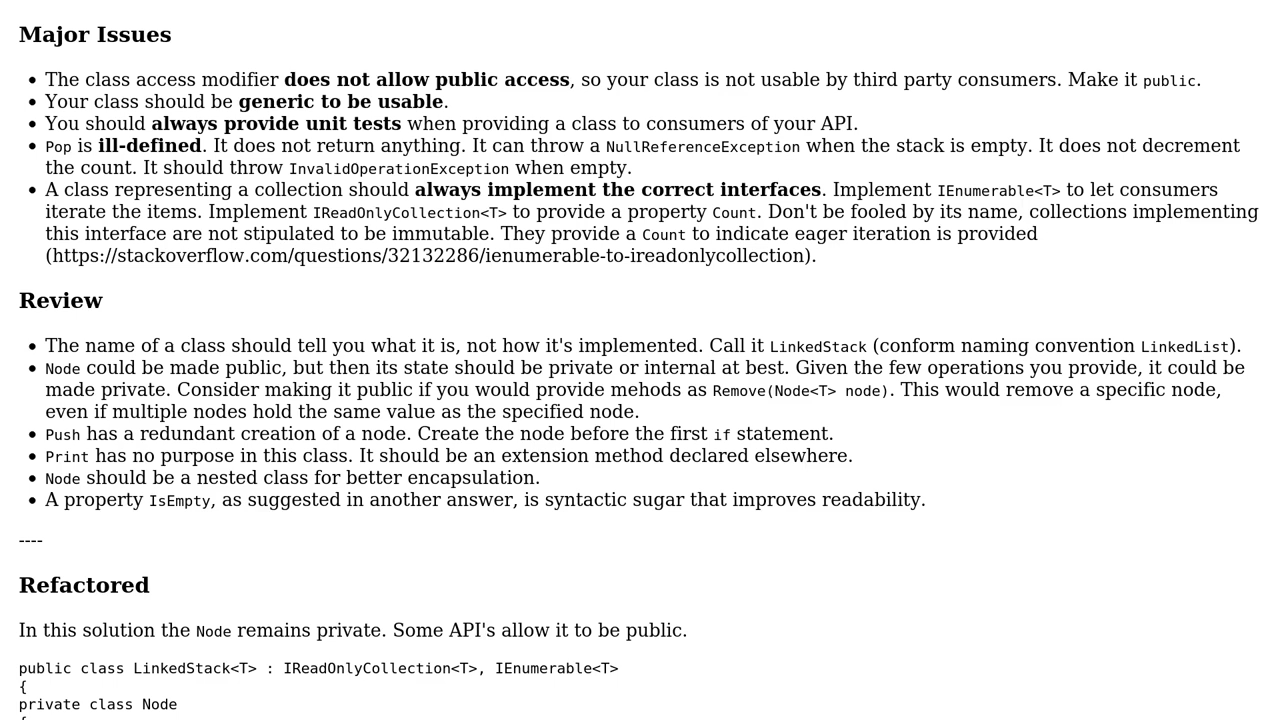 Major Issues
• The class access modifier does not allow public access, so your class is not usable by third party consumers. Make it public.
• Your class should be generic to be usable.
• You should always provide unit tests when providing a class to consumers of your API.
• Pop is ill-defined. It does not return anything. It can throw a NullReferenceException when the stack is empty. It does not decrement
the count. It should throw InvalidOperationException when empty.
• A class representing a collection should always implement the correct interfaces. Implement IEnumerable<T> to let consumers
iterate the items. Implement IReadOnlyCollection<T> to provide a property Count. Don't be fooled by its name, collections implementing
this interface are not stipulated to be immutable. They provide a Count to indicate eager iteration is provided
(https://stackoverflow.com/questions/32132286/ienumerable-to-ireadonlycollection).
Review
• The name of a class should tell you what it is, not how it's implemented. Call it LinkedStack (conform naming convention LinkedList).
• Node could be made public, but then its state should be private or internal at best. Given the few operations you provide, it could be
made private. Consider making it public if you would provide mehods as Remove(Node<T> node). This would remove a specific node,
even if multiple nodes hold the same value as the specified node.
• Push has a redundant creation of a node. Create the node before the first if statement.
• Print has no purpose in this class. It should be an extension method declared elsewhere.
• Node should be a nested class for better encapsulation.
• A property IsEmpty, as suggested in another answer, is syntactic sugar that improves readability.
----
Refactored
In this solution the Node remains private. Some API's allow it to be public.
public class LinkedStack<T> : IReadOnlyCollection<T>, IEnumerable<T>
{
private class Node
{